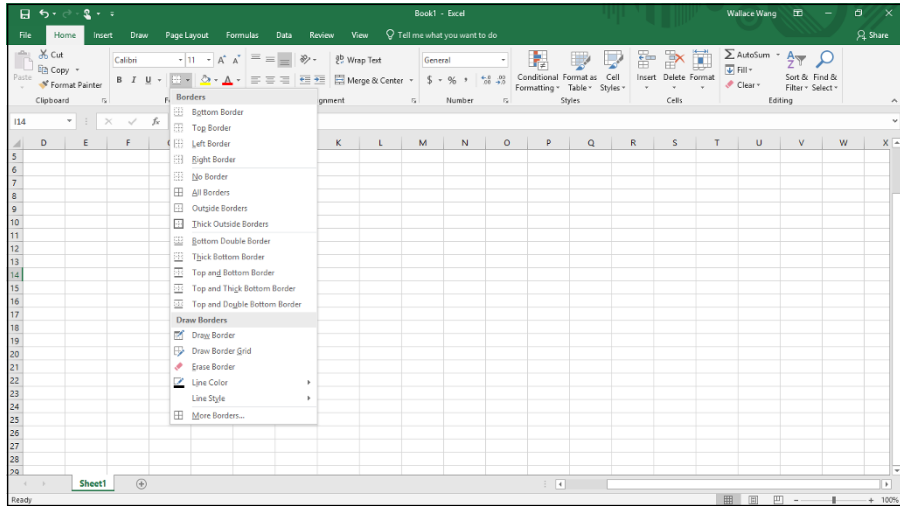 Book1 - Excel Wallace Wang
File Home Insert Draw Page Layout Formulas Data Review View Tell me what you want to do Share
Paste
Cut
Copy
Format Painter
Clipboard
Calibri 11
B I U A
Wrap Text
Merge & Center
gnment
General
$ - % ,
Number
Conditional Formatting
Format as Table
Cell Styles
Styles
Insert Delete Format
Cells
AutoSum
Fill
Clear
Sort & Filter
Find & Select
Editing
I14 fx
D E F K L M N O P Q R S T U V W X
Borders
Bottom Border
Top Border
Left Border
Right Border
No Border
All Borders
Outside Borders
Thick Outside Borders
Bottom Double Border
Thick Bottom Border
Top and Bottom Border
Top and Thick Bottom Border
Top and Double Bottom Border
Draw Borders
Draw Border
Draw Border Grid
Erase Border
Line Color
Line Style
More Borders...
5
6
7
8
9
10
11
12
13
14
15
16
17
18
19
20
21
22
23
24
25
26
27
28
29
Sheet1
Ready 100%